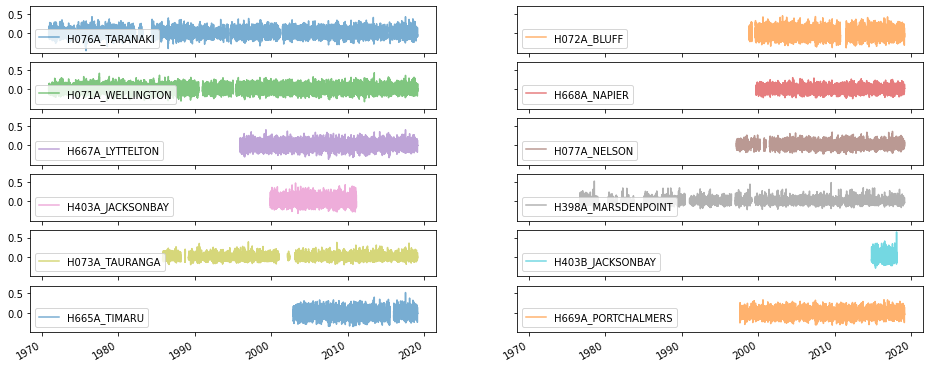 0.5
0.0
H076A_TARANAKI
H072A_BLUFF
0.5
0.0
H071A_WELLINGTON
H668A_NAPIER
0.5
0.0
H667A_LYTTELTON
H077A_NELSON
0.5
0.0
H403A_JACKSONBAY
H398A_MARSDENPOINT
0.5
0.0
H073A_TAURANGA
H403B_JACKSONBAY
0.5
0.0
H665A_TIMARU
H669A_PORTCHALMERS
1970 1980 1990 2000 2010 2020
1970 1980 1990 2000 2010 2020